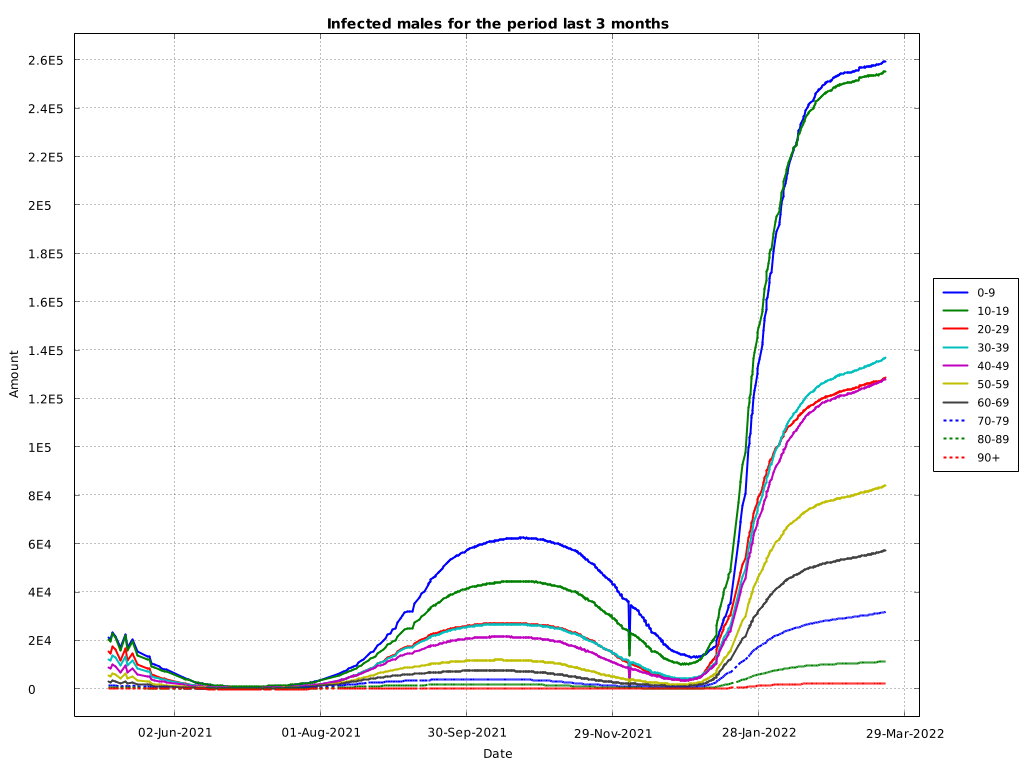 Infected males for the period last 3 months
Amount
2.6E5
2.4E5
2.2E5
2E5
1.8E5
1.6E5
1.4E5
1.2E5
1E5
8E4
6E4
4E4
2E4
0
02-Jun-2021
01-Aug-2021
30-Sep-2021
29-Nov-2021
28-Jan-2022
29-Mar-2022
Date
0-9
10-19
20-29
30-39
40-49
50-59
60-69
70-79
80-89
90+